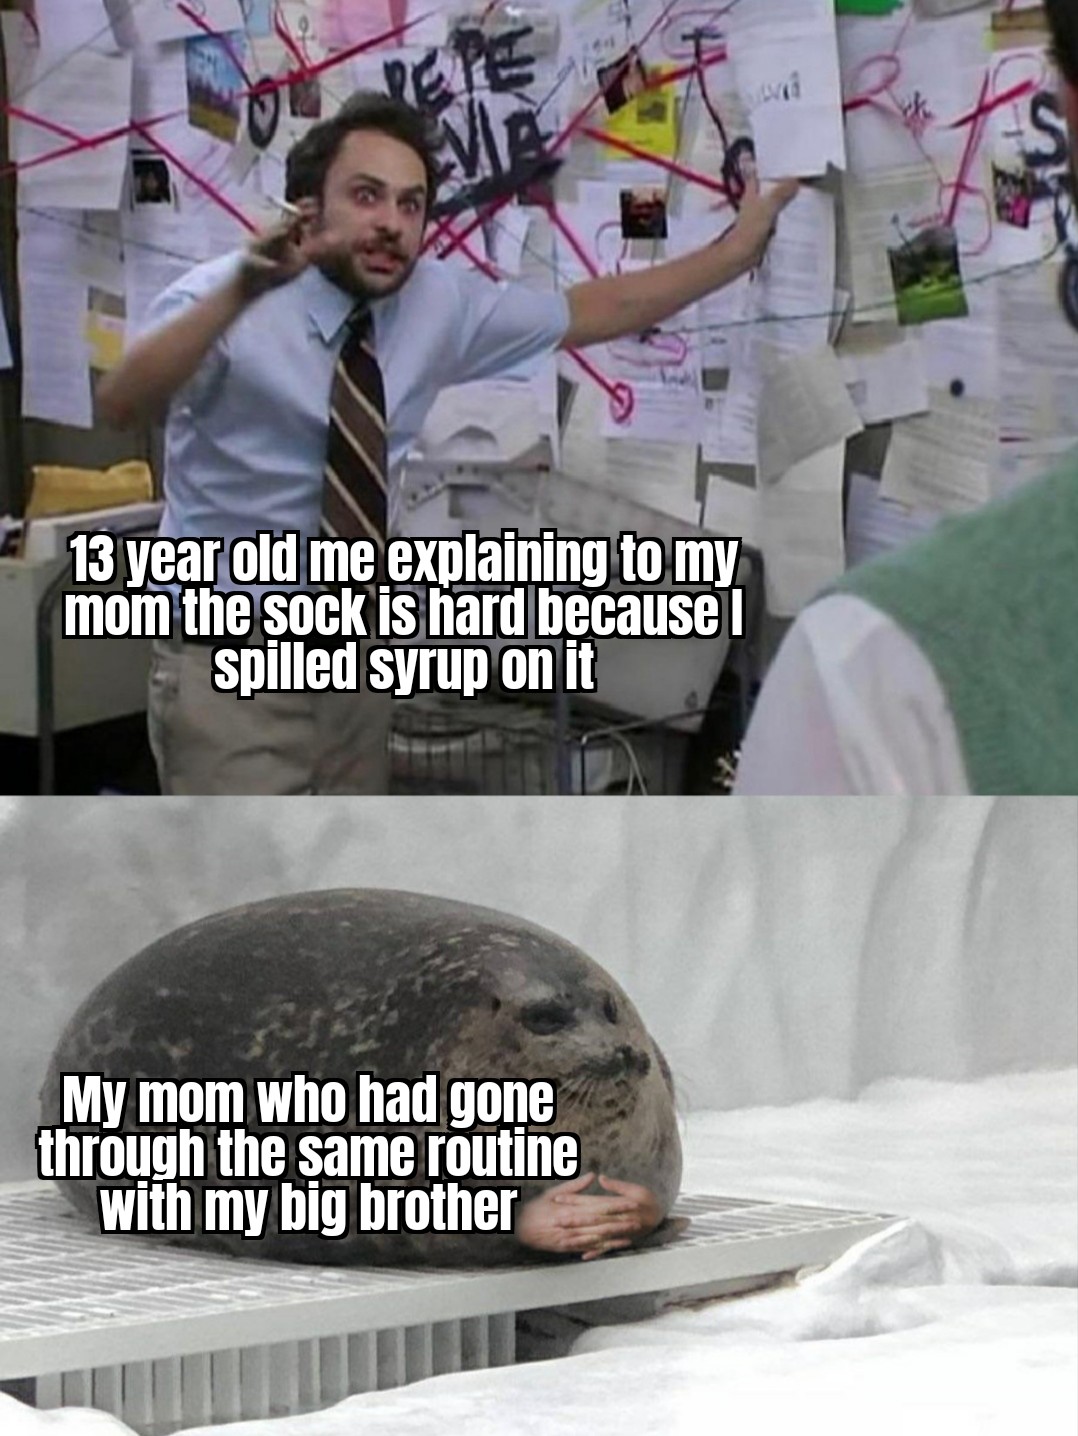 PEPE
SILVIA
13 year old me explaining to my
mom the sock is hard because I
spilled syrup on it
My mom who had gone
through the same routine
with my big brother